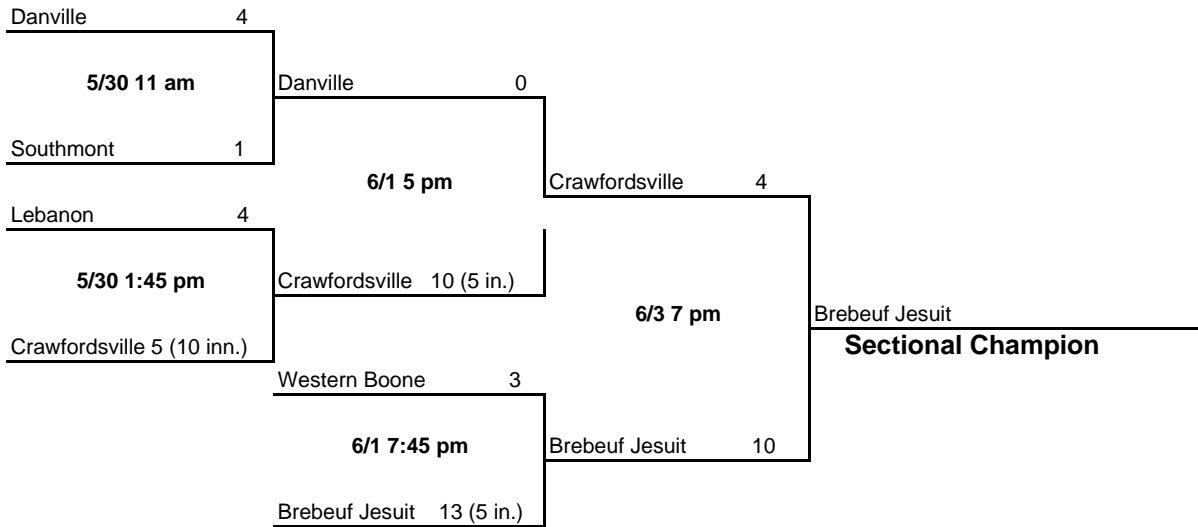 Danville 4
5/30 11 am
Danville 0
Southmont 1
6/1 5 pm
Crawfordsville 4
Lebanon 4
5/30 1:45 pm
Crawfordsville 10 (5 in.)
6/3 7 pm
Brebeuf Jesuit
Sectional Champion
Crawfordsville 5 (10 inn.)
Western Boone 3
6/1 7:45 pm
Brebeuf Jesuit 10
Brebeuf Jesuit 13 (5 in.)